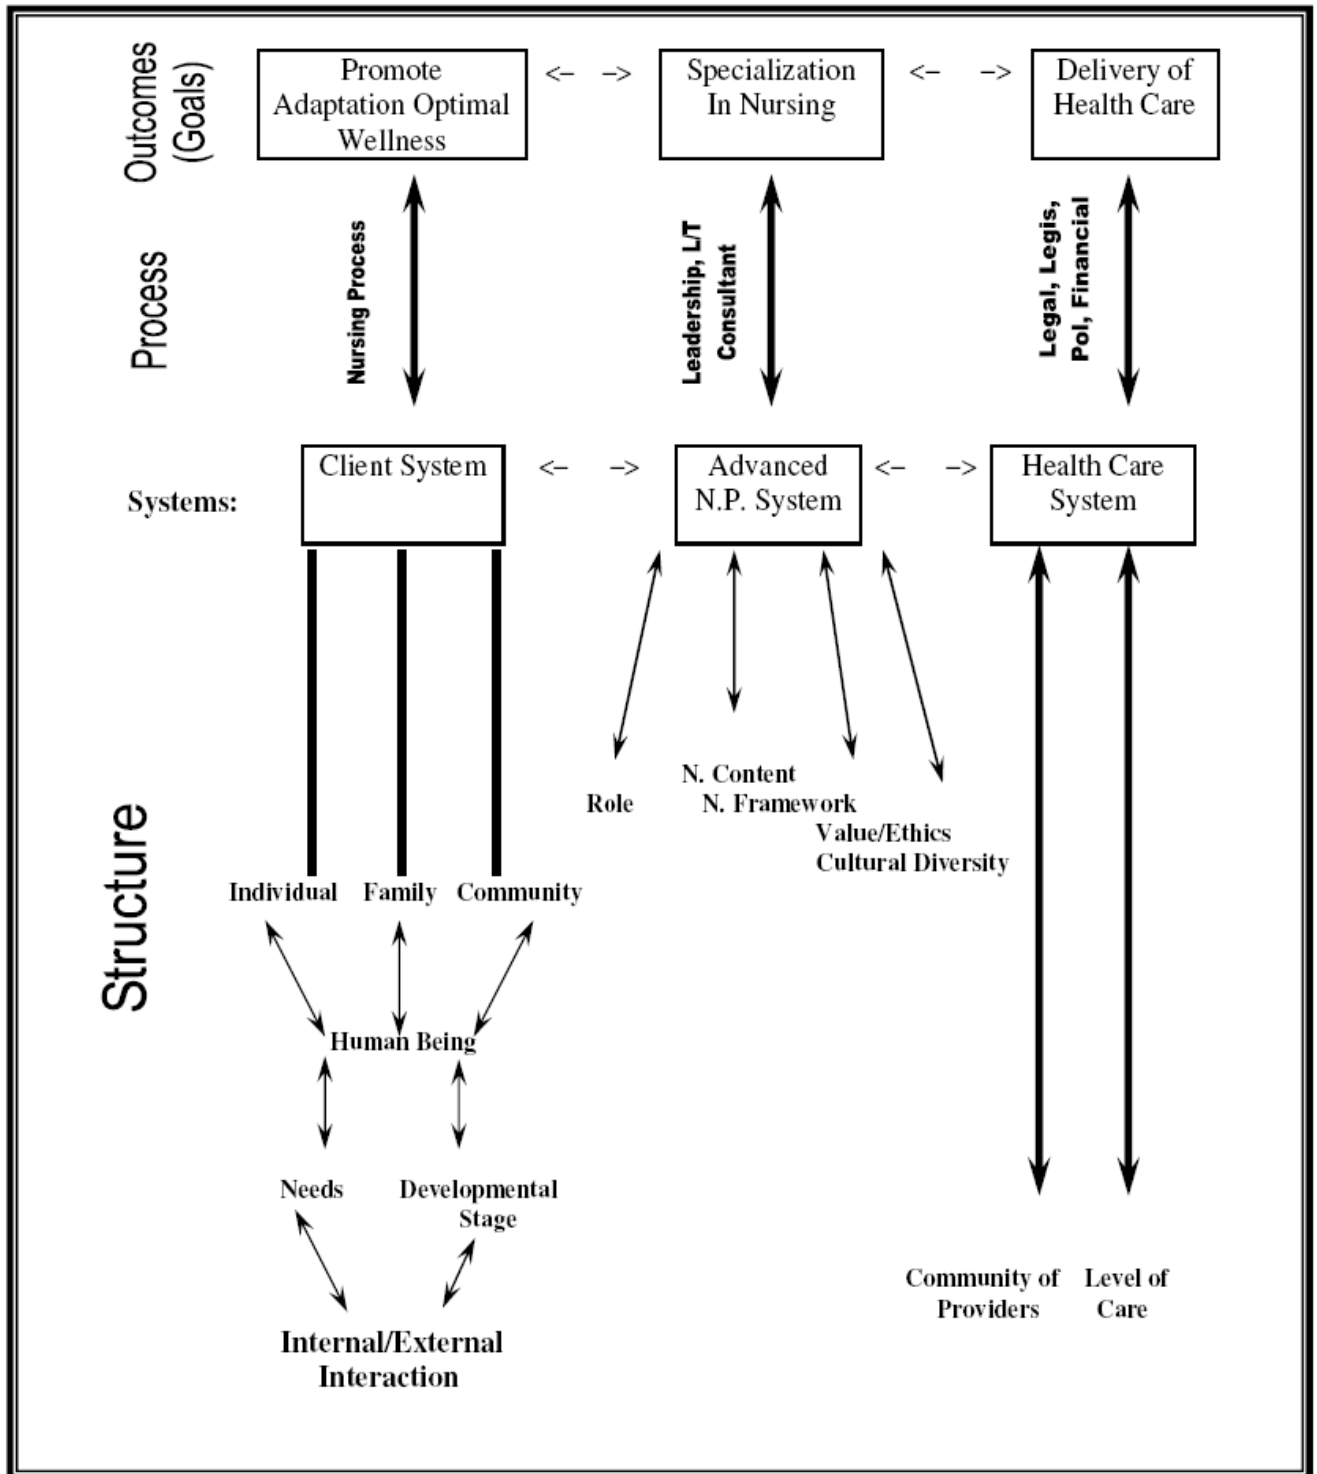 Outcomes
(Goals)
Promote
Adaptation Optimal
Wellness
<– –>
Specialization
In Nursing
<– –>
Delivery of
Health Care
Process
Nursing Process
Leadership, L/T
Consultant
Legal, Legis,
Pol, Financial
Systems:
Client System
<– –>
Advanced
N.P. System
<– –>
Health Care
System
Structure
Role
N. Content
N. Framework
Value/Ethics
Cultural Diversity
Individual Family Community
Human Being
Needs
Developmental
Stage
Internal/External
Interaction
Community of
Providers
Level of
Care